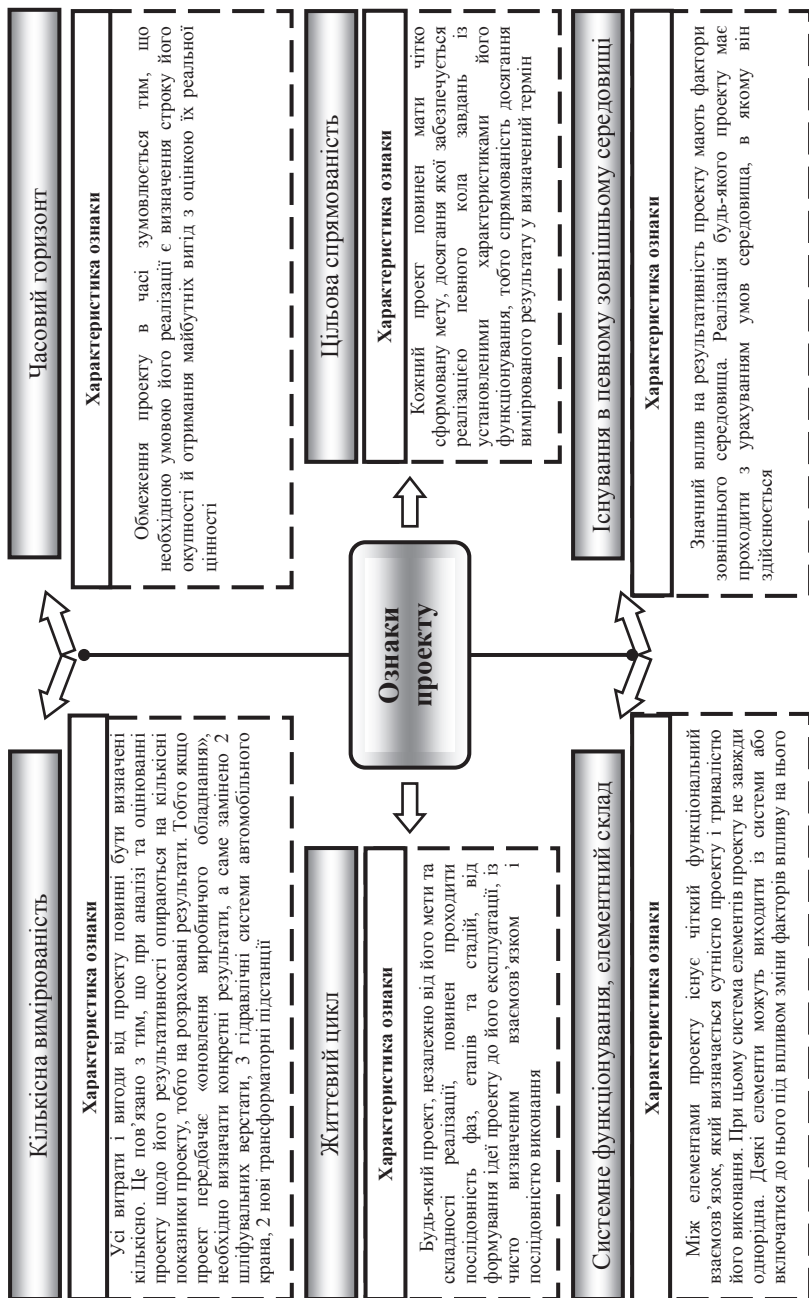 Кількісна вимірюваність
Характеристика ознаки
Усі витрати і вигоди від проекту повинні бути визначені
кількісно. Це пов’язано з тим, що при аналізі та оцінюванні
проекту щодо його результативності опираються на кількісні
показники проекту, тобто на розраховані результати. Тобто якщо
проект передбачає «оновлення виробничого обладнання»,
необхідно визначати конкретні результати, а саме замінено 2
шліфувальних верстати, 3 гідравлічні системи автомобільного
крана, 2 нові трансформаторні підстанції
Часовий горизонт
Характеристика ознаки
Обмеження проекту в часі зумовлюється тим, що
необхідною умовою його реалізації є визначення строку його
окупності й отримання майбутніх вигід з оцінкою їх реальної
цінності
Життєвий цикл
Характеристика ознаки
Будь-який проект, незалежно від його мети та
складності реалізації, повинен проходити
послідовність фаз, етапів та стадій, від
формування ідеї проекту до його експлуатації, із
чисто визначеним взаємозв’язком і
послідовністю виконання
Ознаки
проекту
Цільова спрямованість
Характеристика ознаки
Кожний проект повинен мати чітко
сформовану мету, досягання якої забезпечується
реалізацією певного кола завдань із
установленими характеристиками його
функціонування, тобто спрямованість досягання
вимірюваного результату у визначений термін
Системне функціонування, елементний склад
Характеристика ознаки
Між елементами проекту існує чіткий функціональний
взаємозв’язок, який визначається сутністю проекту і тривалістю
його виконання. При цьому система елементів проекту не завжди
однорідна. Деякі елементи можуть виходити із системи або
включатися до нього під впливом зміни факторів впливу на нього
Існування в певному зовнішньому середовищі
Характеристика ознаки
Значний вплив на результативність проекту мають фактори
зовнішнього середовища. Реалізація будь-якого проекту має
проходити з урахуванням умов середовища, в якому він
здійснюється